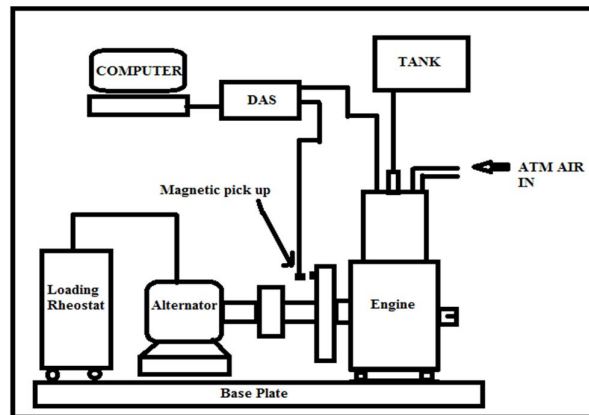 COMPUTER
DAS
TANK
ATM AIR
IN
Magnetic pick up
Loading
Rheostat
Alternator
Engine
Base Plate